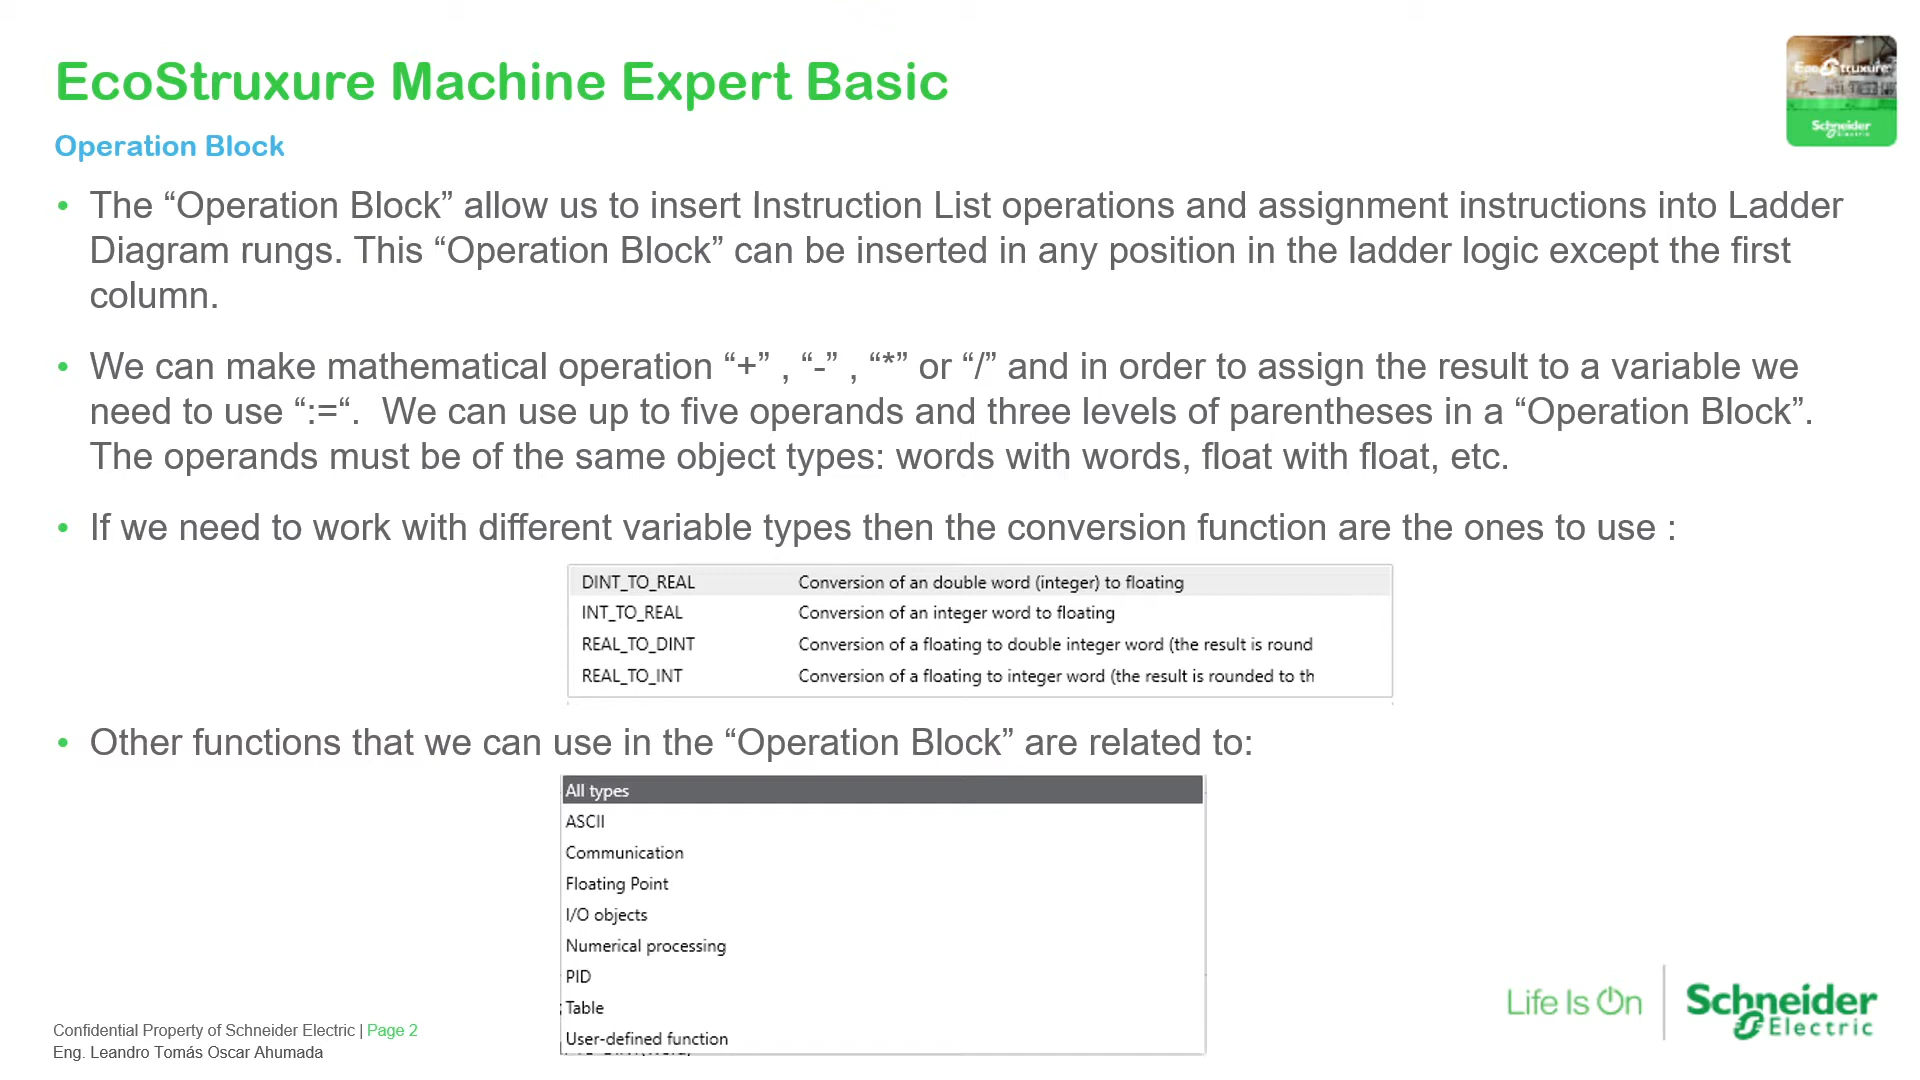 EcoStruxure Machine Expert Basic
EcoStruxure
Schneider
Electric
Operation Block
• The “Operation Block” allow us to insert Instruction List operations and assignment instructions into Ladder
Diagram rungs. This “Operation Block” can be inserted in any position in the ladder logic except the first
column.
• We can make mathematical operation “+” , “-” , “*” or “/” and in order to assign the result to a variable we
need to use “:=“.  We can use up to five operands and three levels of parentheses in a “Operation Block”.
The operands must be of the same object types: words with words, float with float, etc.
• If we need to work with different variable types then the conversion function are the ones to use :
DINT_TO_REAL Conversion of an double word (integer) to floating
INT_TO_REAL Conversion of an integer word to floating
REAL_TO_DINT Conversion of a floating to double integer word (the result is round
REAL_TO_INT Conversion of a floating to integer word (the result is rounded to th
• Other functions that we can use in the “Operation Block” are related to:
All types
ASCII
Communication
Floating Point
I/O objects
Numerical processing
PID
Table
User-defined function
Life Is On
Schneider
Electric
Confidential Property of Schneider Electric | Page 2
Eng. Leandro Tomás Oscar Ahumada